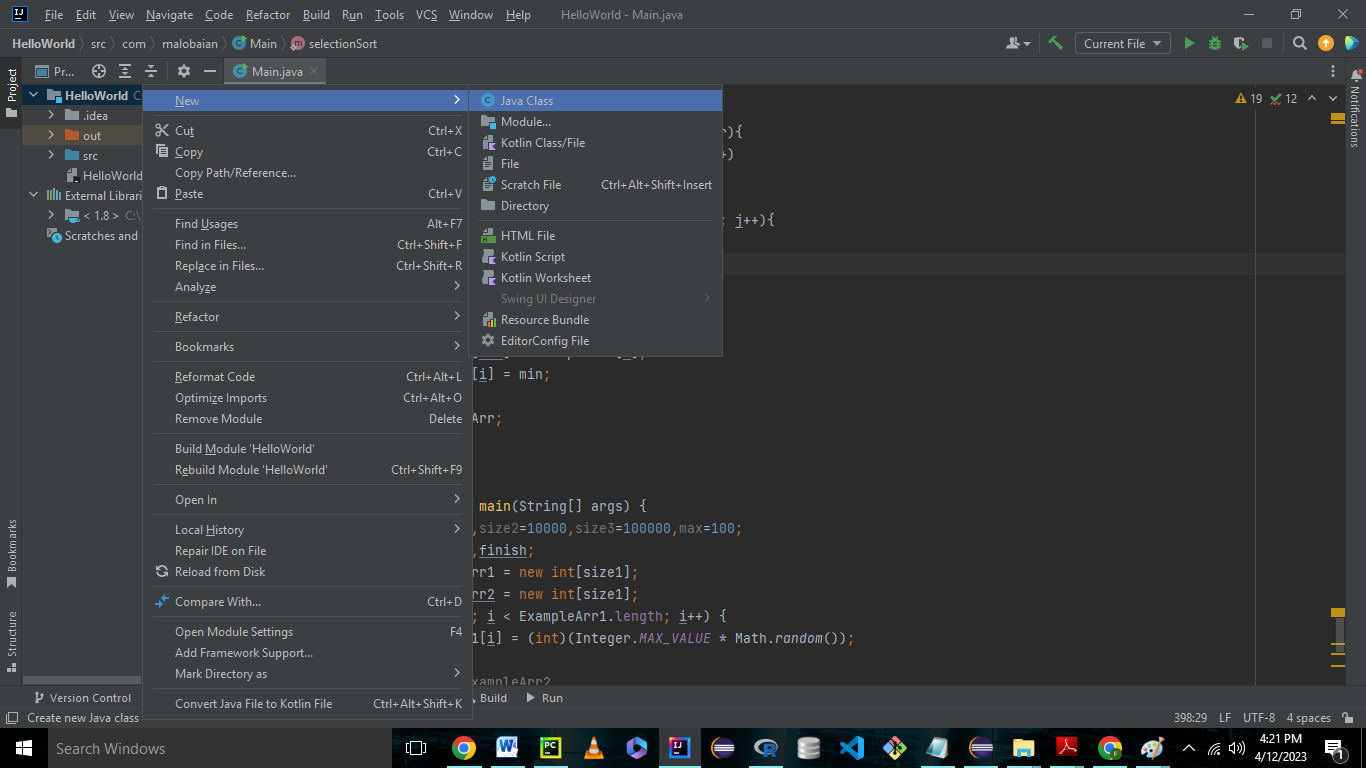 File Edit View Navigate Code Refactor Build Run Tools VCS Window Help HelloWorld - Main.java
HelloWorld src com malobaian Main selectionSort Current File
Project Pr... Main.java
HelloWorld
.idea
out
src
HelloWorld
External Librari
< 1.8 > C:\
Scratches and
New
Cut Ctrl+X
Copy Ctrl+C
Copy Path/Reference...
Paste Ctrl+V
Find Usages Alt+F7
Find in Files... Ctrl+Shift+F
Replace in Files... Ctrl+Shift+R
Analyze
Refactor
Bookmarks
Reformat Code Ctrl+Alt+L
Optimize Imports Ctrl+Alt+O
Remove Module Delete
Build Module 'HelloWorld'
Rebuild Module 'HelloWorld' Ctrl+Shift+F9
Open In
Local History
Repair IDE on File
Reload from Disk
Compare With... Ctrl+D
Open Module Settings F4
Add Framework Support...
Mark Directory as
Convert Java File to Kotlin File Ctrl+Alt+Shift+K
Java Class
Module...
Kotlin Class/File
File
Scratch File Ctrl+Alt+Shift+Insert
Directory
HTML File
Kotlin Script
Kotlin Worksheet
Swing UI Designer
Resource Bundle
EditorConfig File
19 12
r){
+)
; j++){
[i] = min;
Arr;
main(String[] args) {
,size2=10000,size3=100000,max=100;
,finish;
rr1 = new int[size1];
rr2 = new int[size1];
; i < ExampleArr1.length; i++) {
1[i] = (int)(Integer.MAX_VALUE * Math.random());
xampleArr2
Notifications
Bookmarks
Structure
Version Control Build Run
Create new Java class 398:29 LF UTF-8 4 spaces
Search Windows
4:21 PM
4/12/2023
1